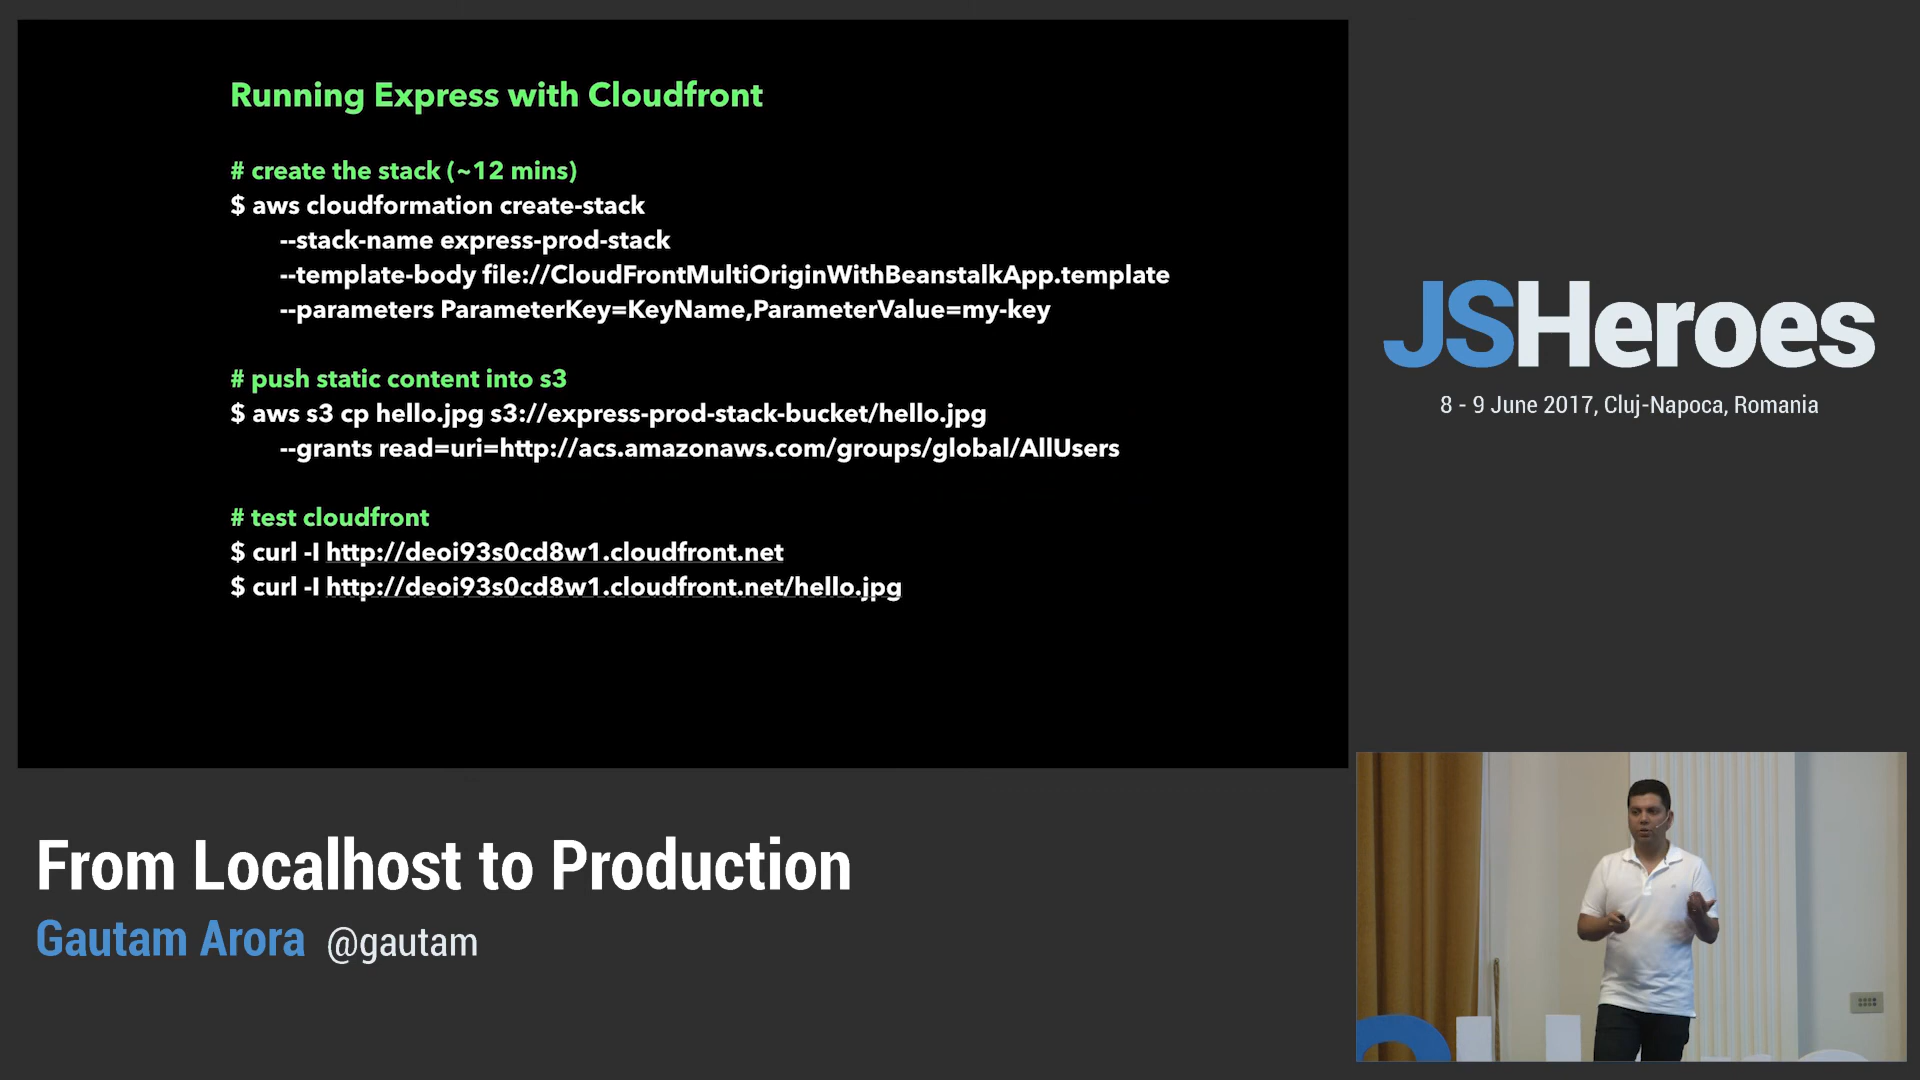 Running Express with Cloudfront
# create the stack (~12 mins)
$ aws cloudformation create-stack
--stack-name express-prod-stack
--template-body file://CloudFrontMultiOriginWithBeanstalkApp.template
--parameters ParameterKey=KeyName,ParameterValue=my-key
# push static content into s3
$ aws s3 cp hello.jpg s3://express-prod-stack-bucket/hello.jpg
--grants read=uri=http://acs.amazonaws.com/groups/global/AllUsers
# test cloudfront
$ curl -I http://deoi93s0cd8w1.cloudfront.net
$ curl -I http://deoi93s0cd8w1.cloudfront.net/hello.jpg
JSHeroes
8 - 9 June 2017, Cluj-Napoca, Romania
From Localhost to Production
Gautam Arora @gautam